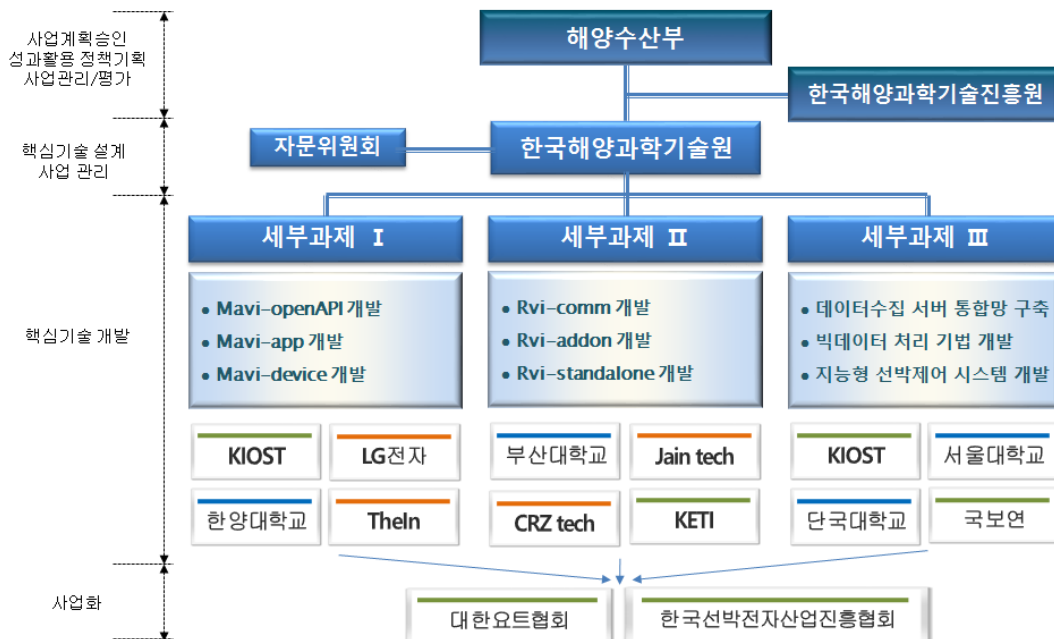 사업계획승인
성과활용 정책기획
사업관리/평가
해양수산부
한국해양과학기술진흥원
핵심기술 설계
사업 관리
자문위원회
한국해양과학기술원
핵심기술 개발
세부과제 Ⅰ
• Mavi-openAPI 개발
• Mavi-app 개발
• Mavi-device 개발
KIOST
LG전자
한양대학교
TheIn
세부과제 Ⅱ
• Rvi-comm 개발
• Rvi-addon 개발
• Rvi-standalone 개발
부산대학교
Jain tech
CRZ tech
KETI
세부과제 Ⅲ
• 데이터수집 서버 통합망 구축
• 빅데이터 처리 기법 개발
• 지능형 선박제어 시스템 개발
KIOST
서울대학교
단국대학교
국보연
사업화
대한요트협회
한국선박전자산업진흥협회